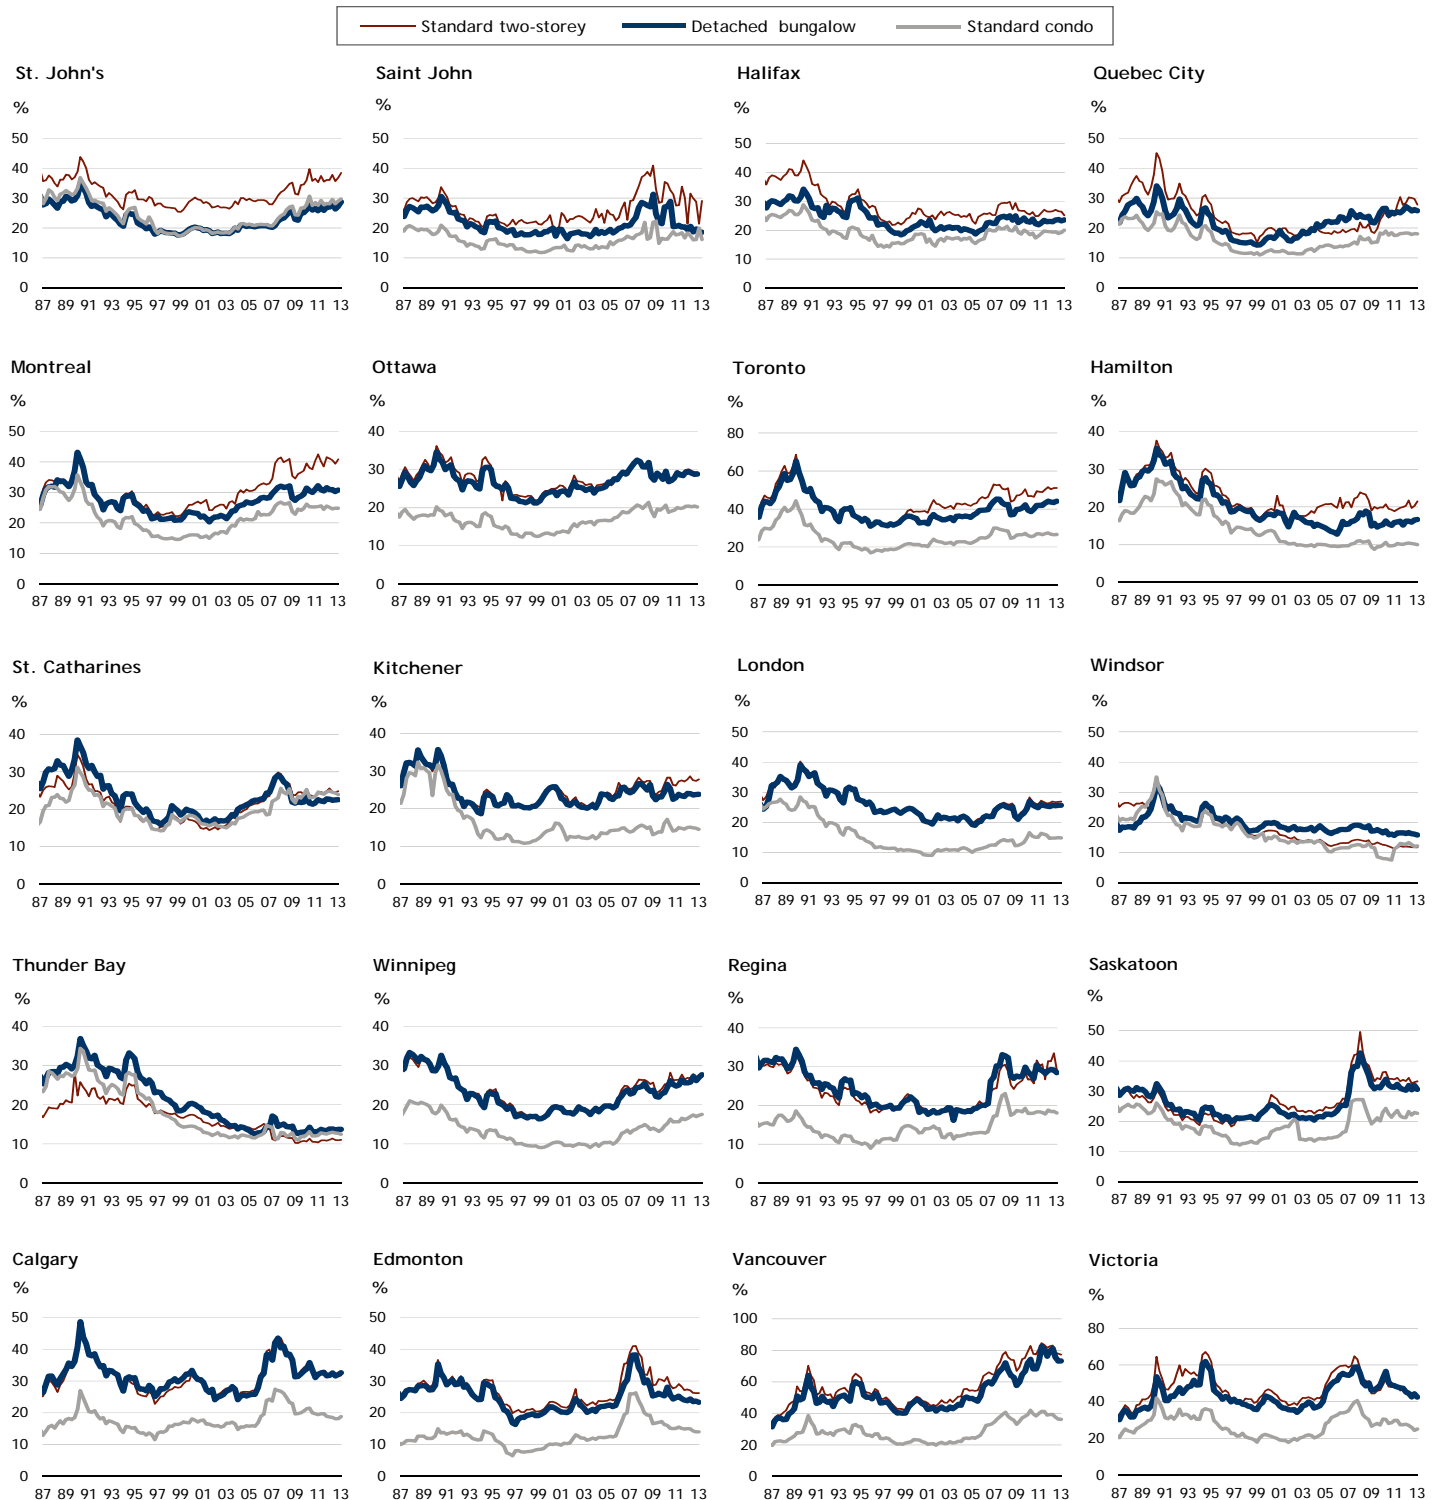 Standard two-storey Detached bungalow Standard condo
St. John's Saint John Halifax Quebec City
% % % %
50 50 50 50
40 40 40 40
30 30 30 30
20 20 20 20
10 10 10 10
0 0 0 0
87 89 91 93 95 97 99 01 03 05 07 09 11 13 87 89 91 93 95 97 99 01 03 05 07 09 11 13 87 89 91 93 95 97 99 01 03 05 07 09 11 13 87 89 91 93 95 97 99 01 03 05 07 09 11 13
Montreal Ottawa Toronto Hamilton
% % % %
50 40 80 40
40 30 60 30
30 20 40 20
20 10 20 10
10 0 0 0
0
87 89 91 93 95 97 99 01 03 05 07 09 11 13 87 89 91 93 95 97 99 01 03 05 07 09 11 13 87 89 91 93 95 97 99 01 03 05 07 09 11 13 87 89 91 93 95 97 99 01 03 05 07 09 11 13
St. Catharines Kitchener London Windsor
% % % %
40 40 50 50
30 30 40 40
20 20 30 30
10 10 20 20
0 0 10 10
0 0
87 89 91 93 95 97 99 01 03 05 07 09 11 13 87 89 91 93 95 97 99 01 03 05 07 09 11 13 87 89 91 93 95 97 99 01 03 05 07 09 11 13 87 89 91 93 95 97 99 01 03 05 07 09 11 13
Thunder Bay Winnipeg Regina Saskatoon
% % % %
40 40 40 50
30 30 30 40
20 20 20 30
10 10 10 20
0 0 0 10
0
87 89 91 93 95 97 99 01 03 05 07 09 11 13 87 89 91 93 95 97 99 01 03 05 07 09 11 13 87 89 91 93 95 97 99 01 03 05 07 09 11 13 87 89 91 93 95 97 99 01 03 05 07 09 11 13
Calgary Edmonton Vancouver Victoria
% % % %
50 50 100 80
40 40 80 60
30 30 60 40
20 20 40 20
10 10 20 0
0 0 0
87 89 91 93 95 97 99 01 03 05 07 09 11 13 87 89 91 93 95 97 99 01 03 05 07 09 11 13 87 89 91 93 95 97 99 01 03 05 07 09 11 13 87 89 91 93 95 97 99 01 03 05 07 09 11 13